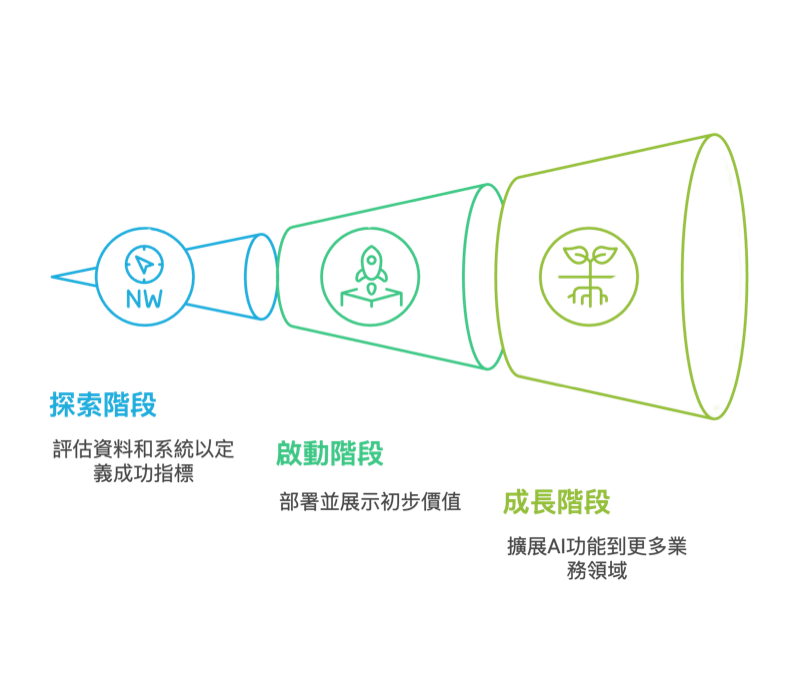 NW
探索階段
評估資料和系統以定
義成功指標
啟動階段
部署並展示初步價值
成長階段
擴展AI功能到更多業
務領域